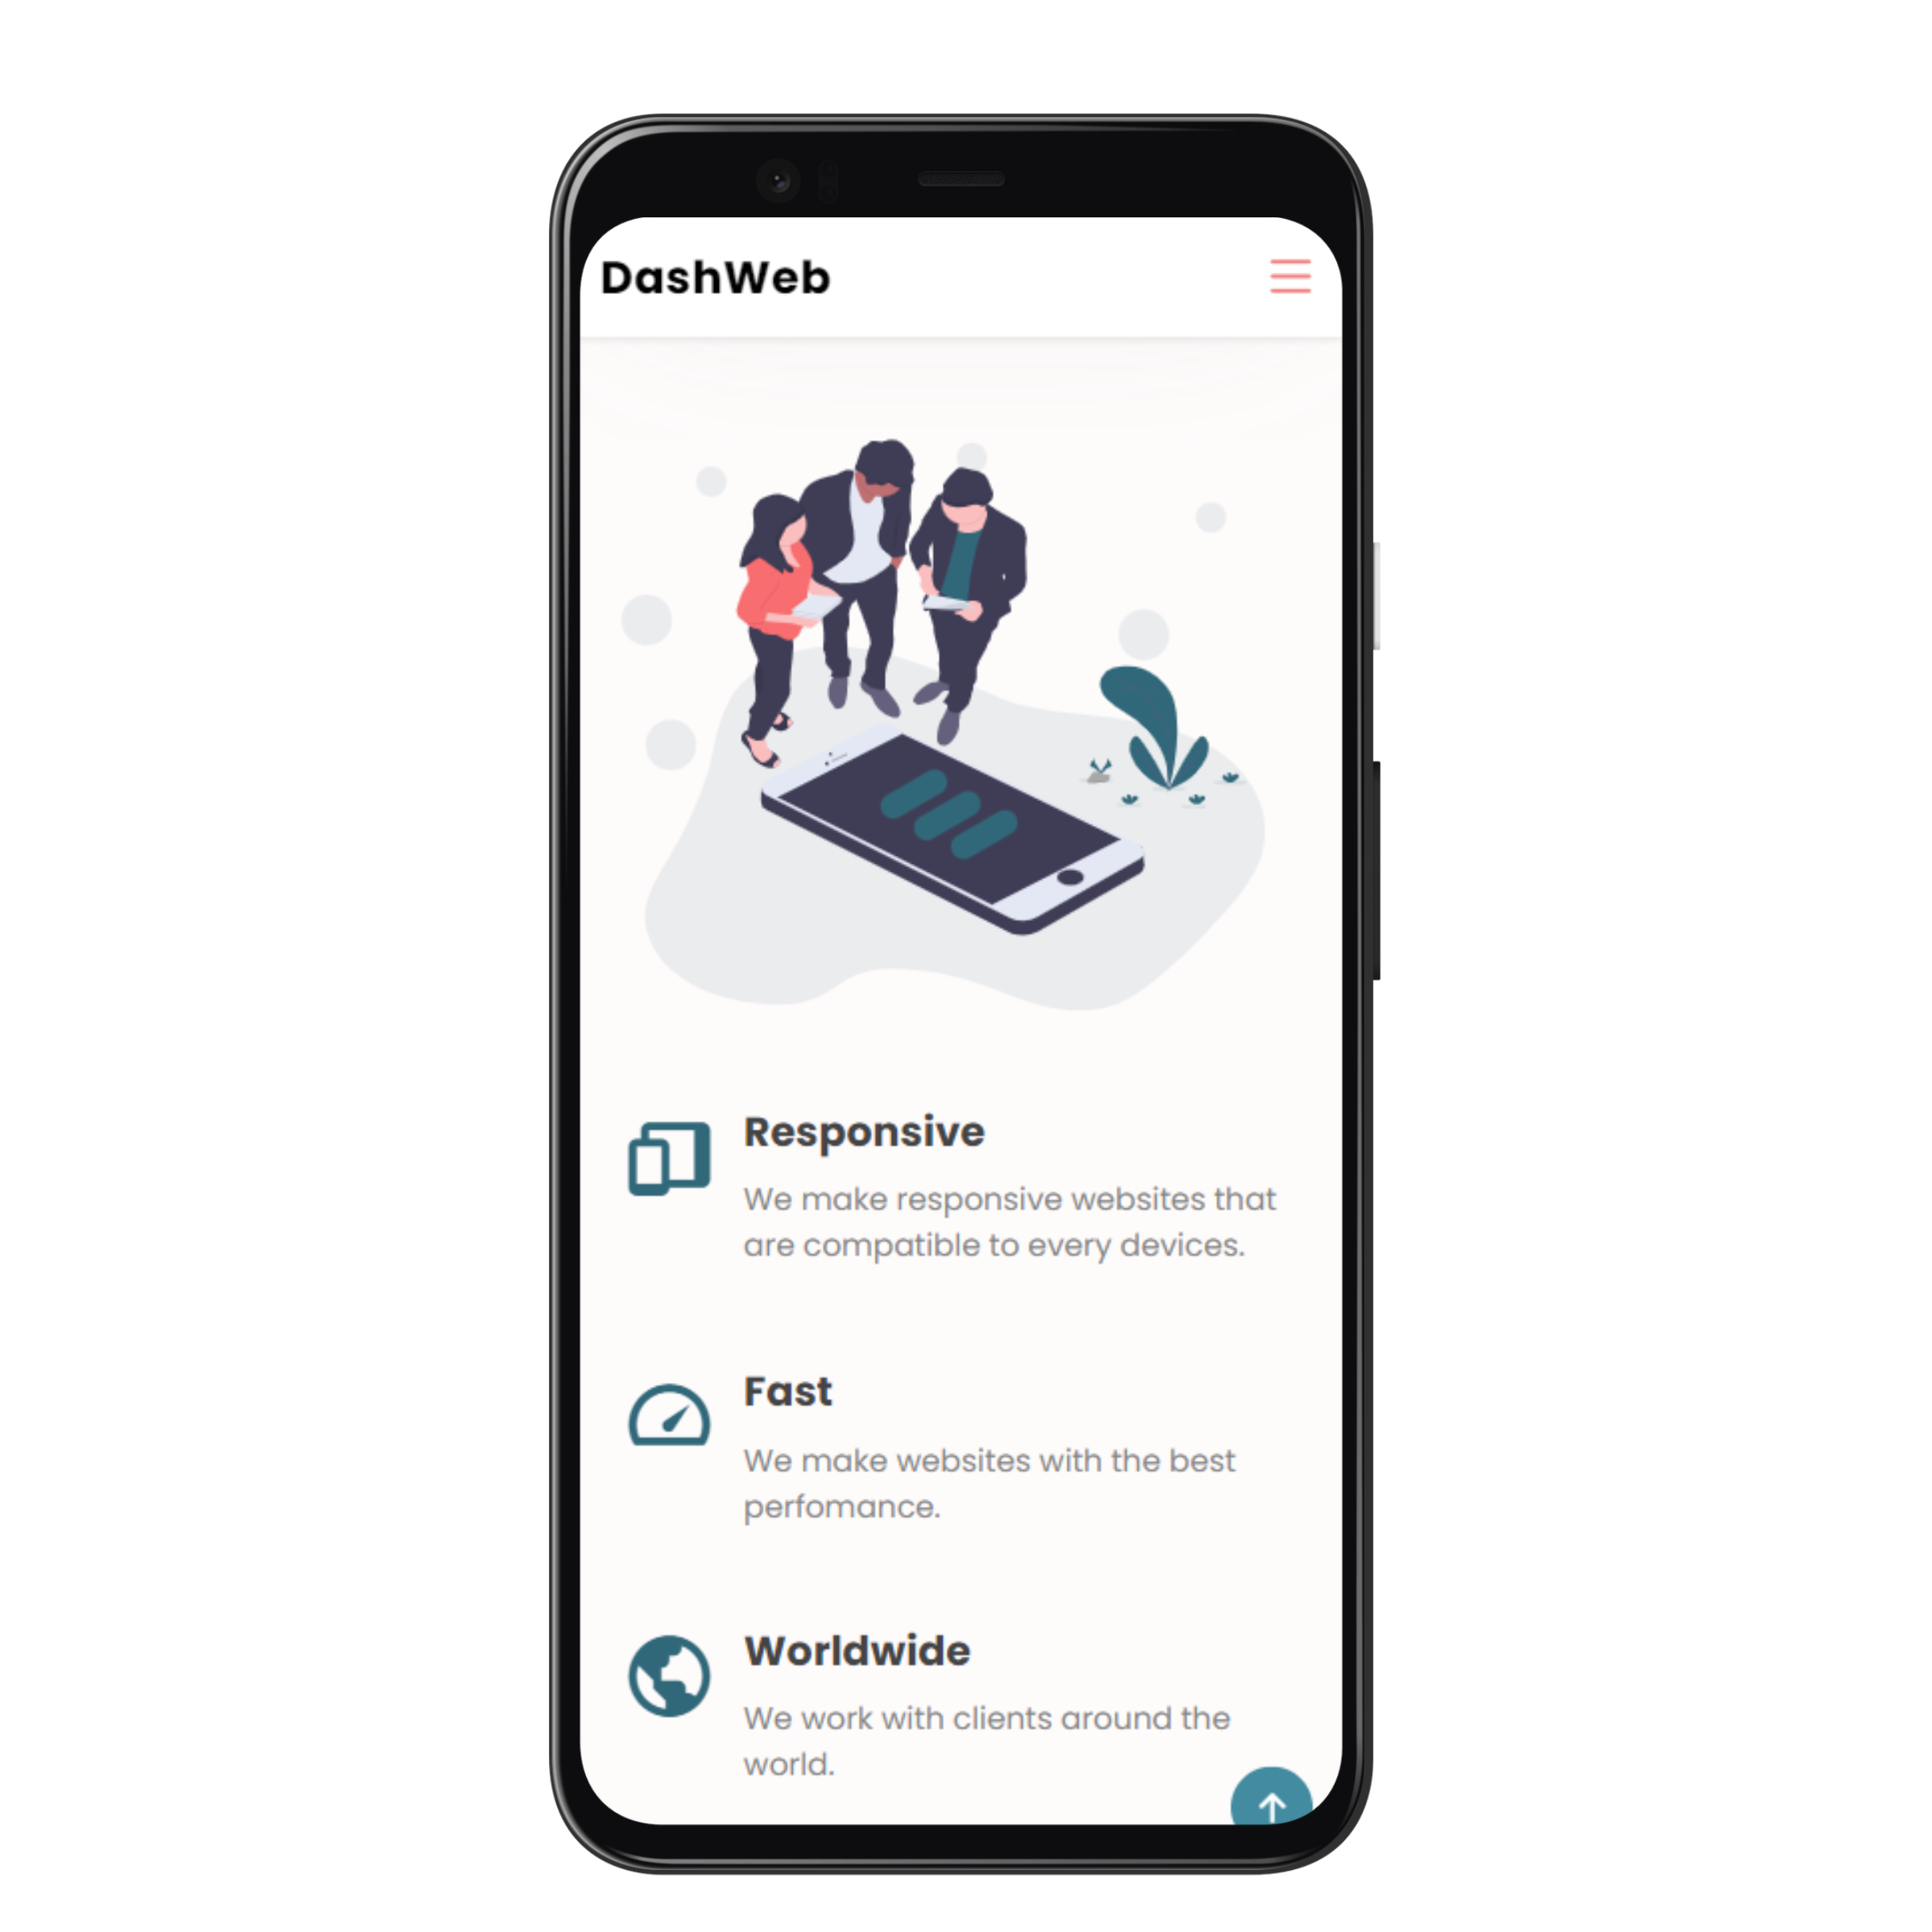 DashWeb
Responsive
We make responsive websites that
are compatible to every devices.
Fast
We make websites with the best
perfomance.
Worldwide
We work with clients around the
world.